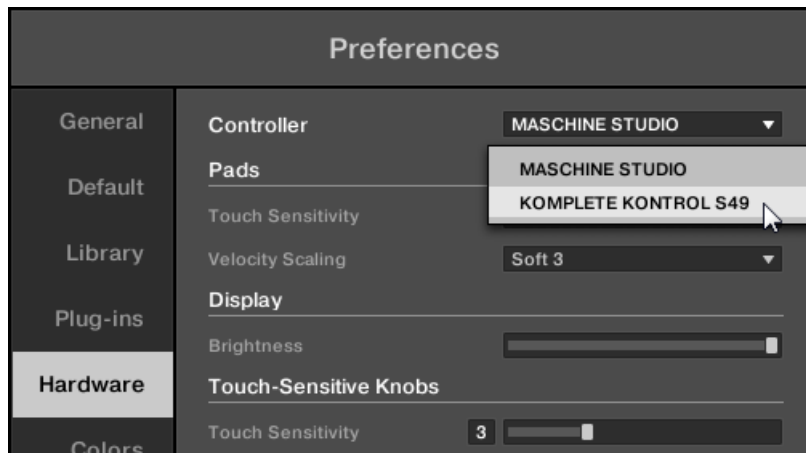 Preferences
General
Default
Library
Plug-ins
Hardware
Colors
Controller MASCHINE STUDIO
MASCHINE STUDIO
KOMPLETE KONTROL S49
Pads
Touch Sensitivity
Velocity Scaling Soft 3
Display
Brightness
Touch-Sensitive Knobs
Touch Sensitivity 3